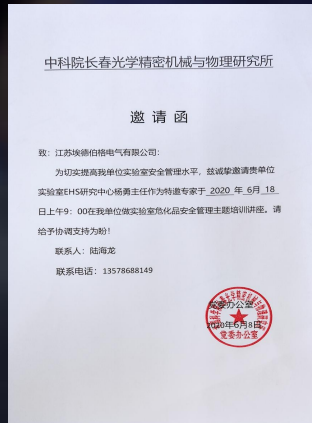 中科院长春光学精密机械与物理研究所
邀请函
致：江苏埃德伯格电气有限公司：
为切实提高我单位实验室安全管理水平，兹诚挚邀请贵单位
实验室EHS研究中心杨勇主任作为特邀专家于 2020 年 6月 18
日上午9：00在我单位做实验室危化品安全管理主题培训讲座。请
给予协调支持为盼！
联系人：陆海龙
联系电话：13578688149
党委办公室
2020年6月8日
党委办公室